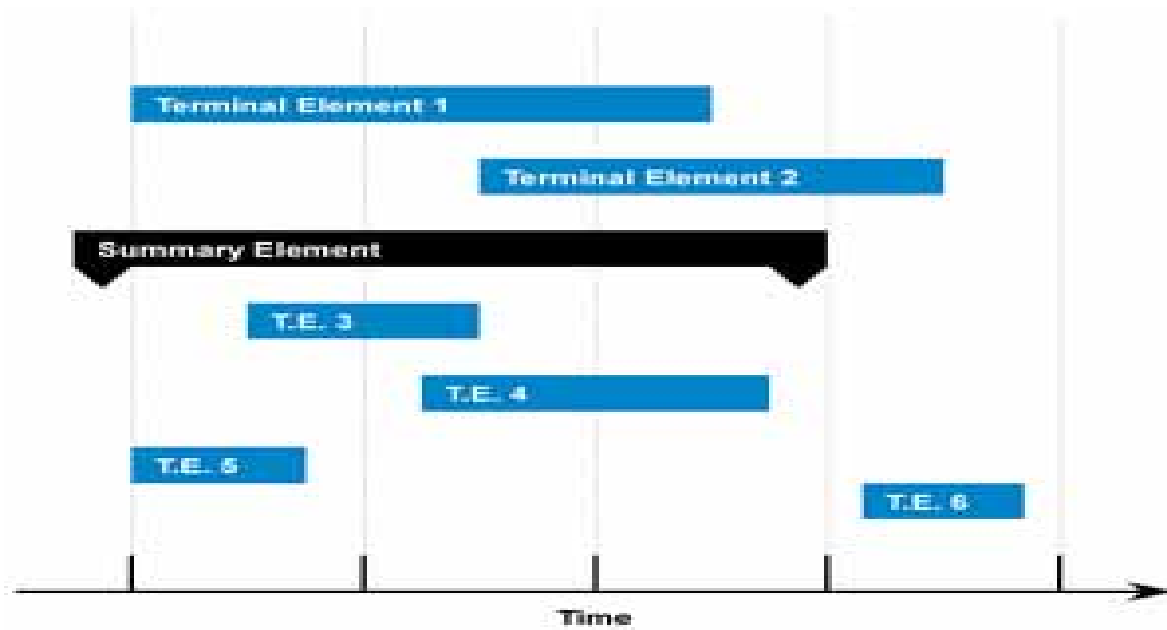 Terminal Element 1
Terminal Element 2
Summary Element
T.E. 3
T.E. 4
T.E. 5
T.E. 6
Time